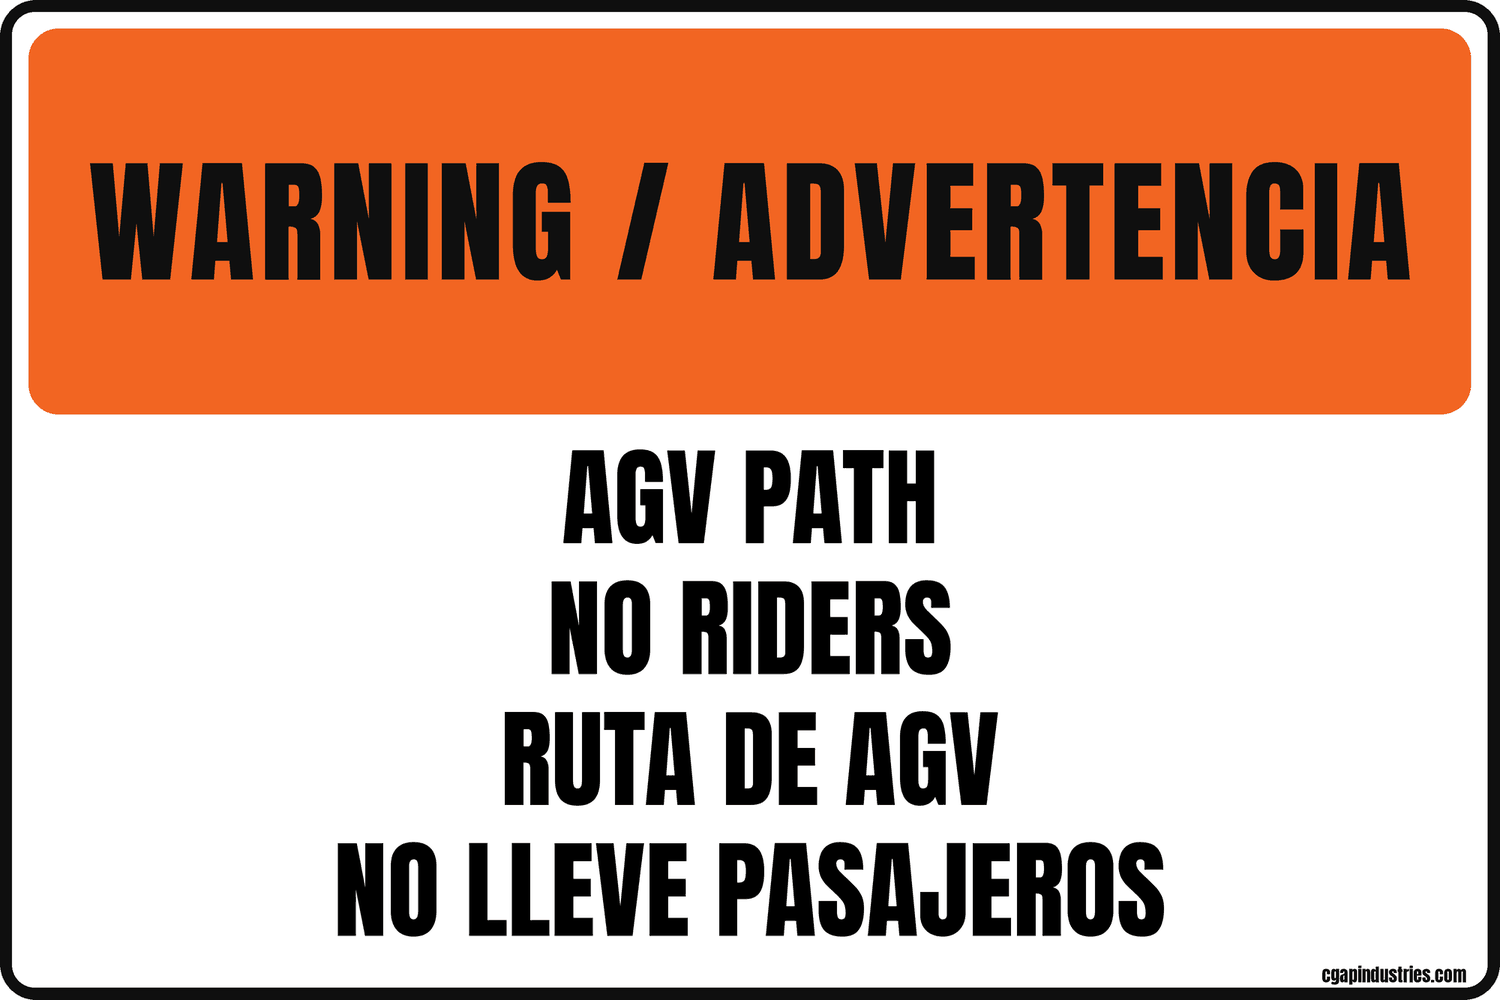 WARNING / ADVERTENCIA
AGV PATH
NO RIDERS
RUTA DE AGV
NO LLEVE PASAJEROS
cgapindustries.com